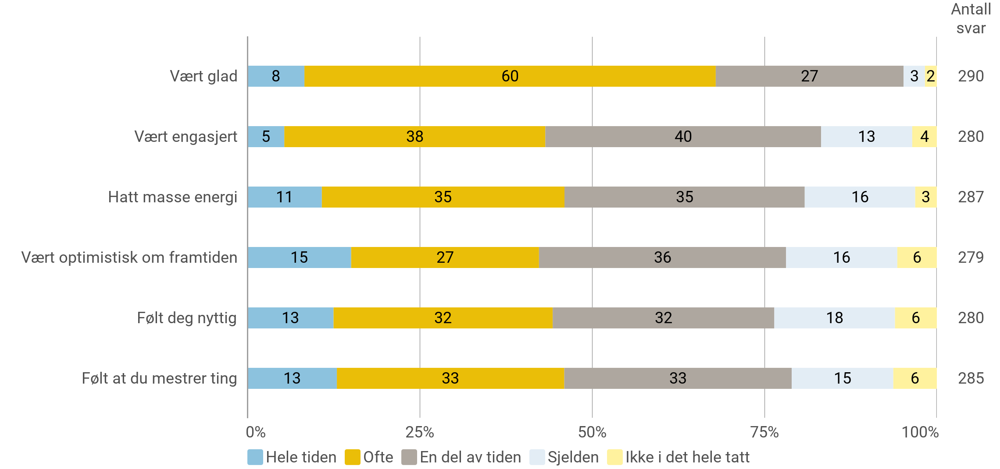 Antall
svar
Vært glad 8 60 27 3 2 290
Vært engasjert 5 38 40 13 4 280
Hatt masse energi 11 35 35 16 3 287
Vært optimistisk om framtiden 15 27 36 16 6 279
Følt deg nyttig 13 32 32 18 6 280
Følt at du mestrer ting 13 33 33 15 6 285
0% 25% 50% 75% 100%
Hele tiden Ofte En del av tiden Sjelden Ikke i det hele tatt